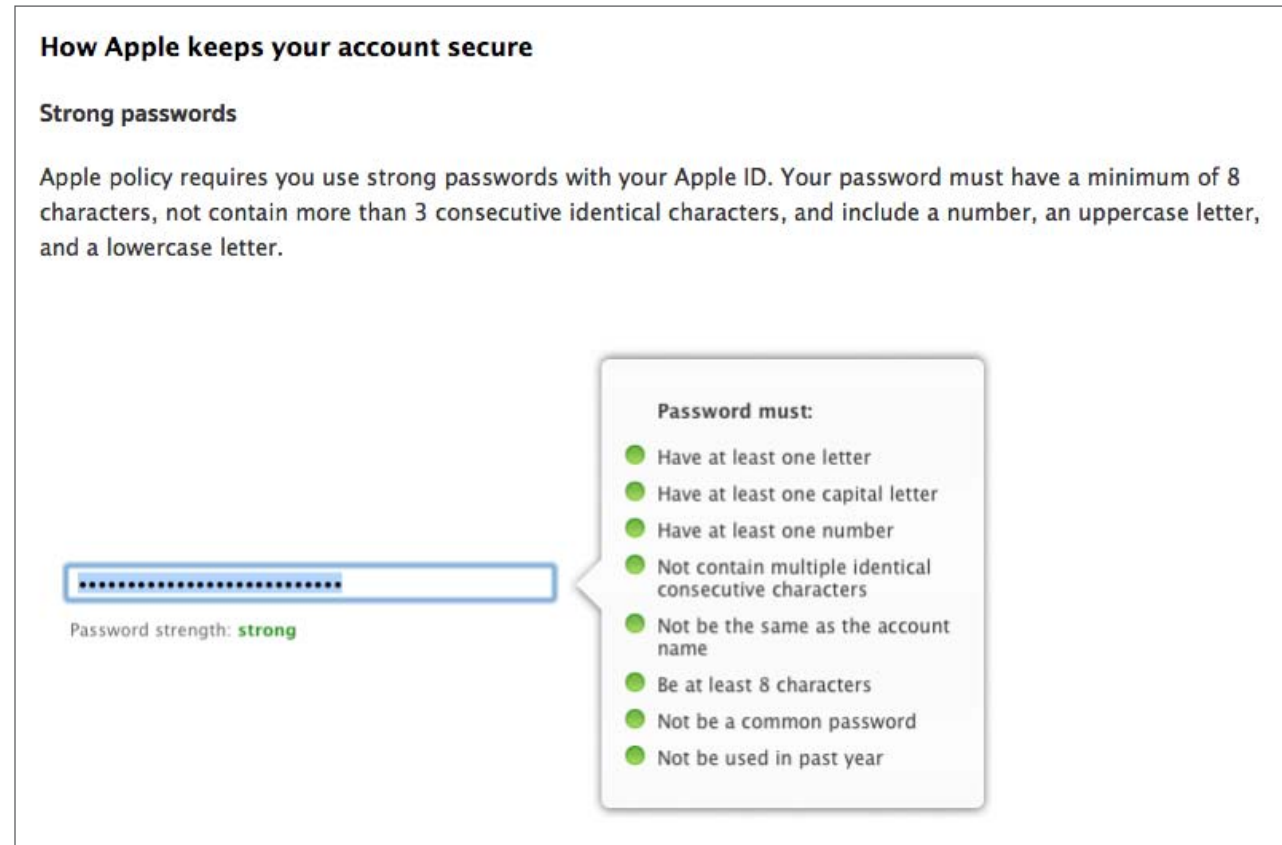 How Apple keeps your account secure
Strong passwords
Apple policy requires you use strong passwords with your Apple ID. Your password must have a minimum of 8
characters, not contain more than 3 consecutive identical characters, and include a number, an uppercase letter,
and a lowercase letter.
Password must:
Have at least one letter
Have at least one capital letter
Have at least one number
Not contain multiple identical
consecutive characters
Not be the same as the account
name
Be at least 8 characters
Not be a common password
Not be used in past year
Password strength: strong